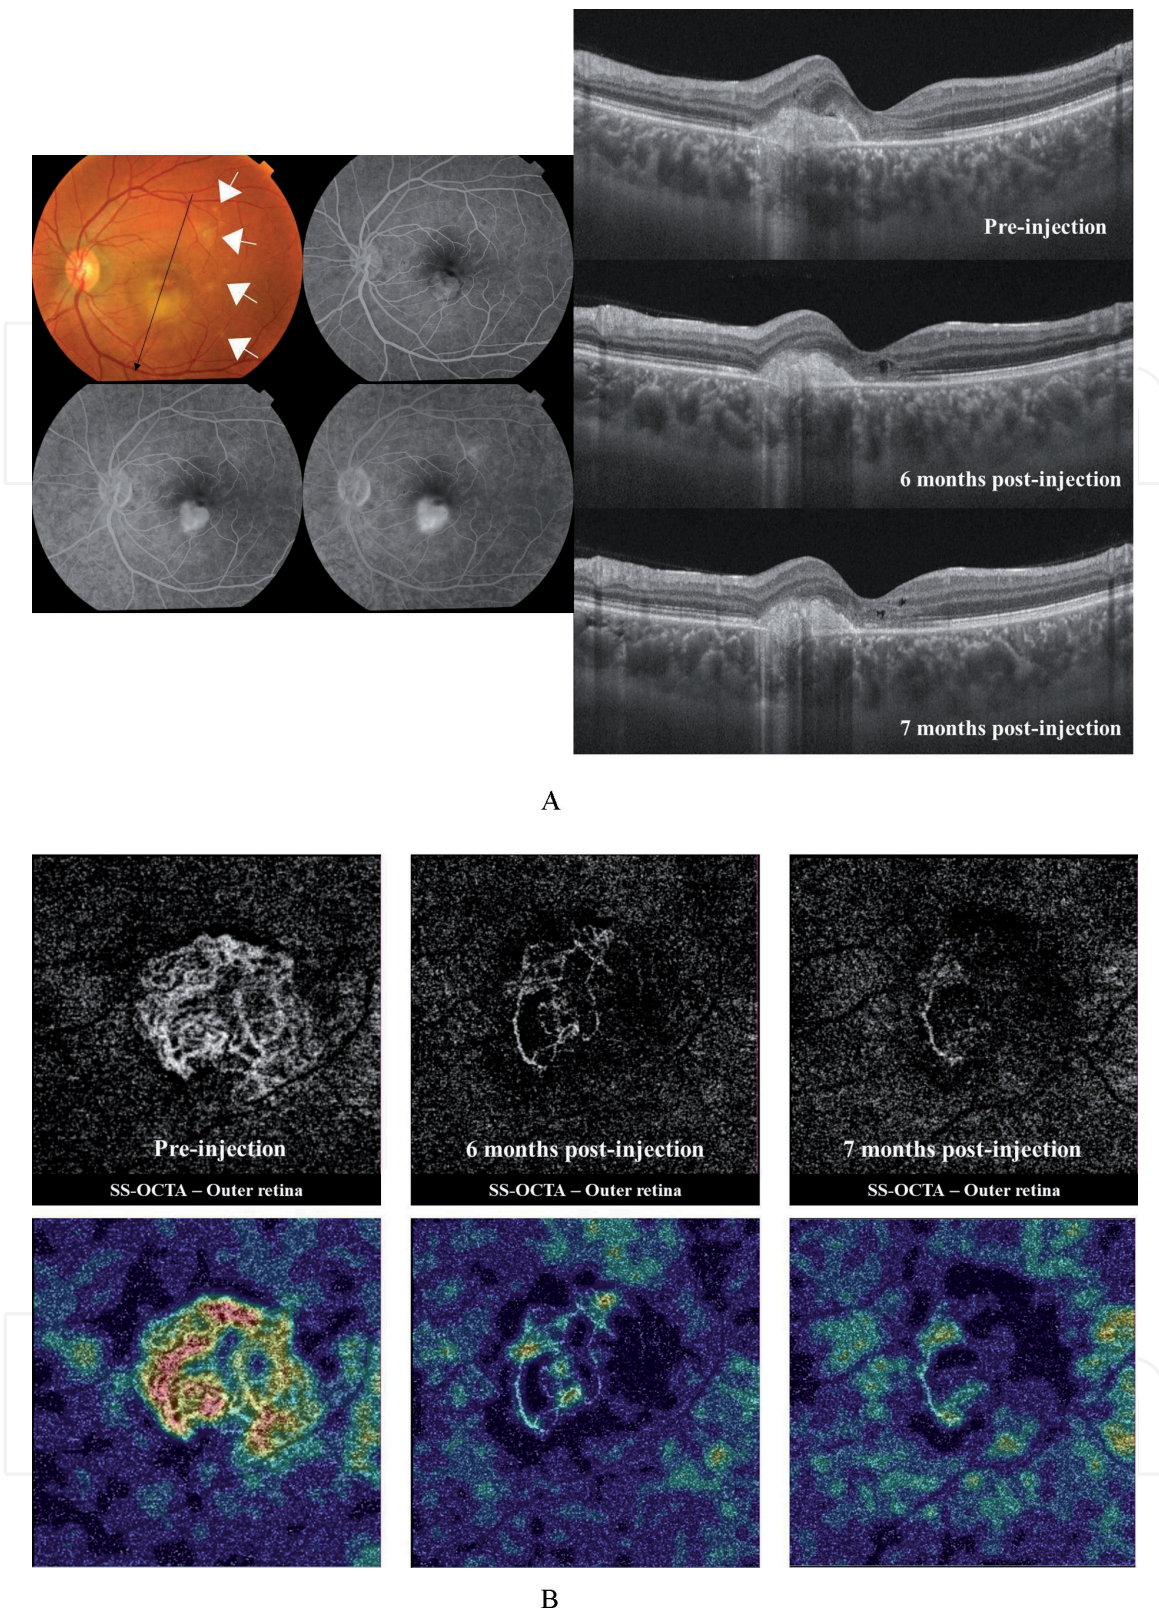 Pre-injection
6 months post-injection
7 months post-injection
A
Pre-injection
SS-OCTA – Outer retina
6 months post-injection
SS-OCTA – Outer retina
7 months post-injection
SS-OCTA – Outer retina
B